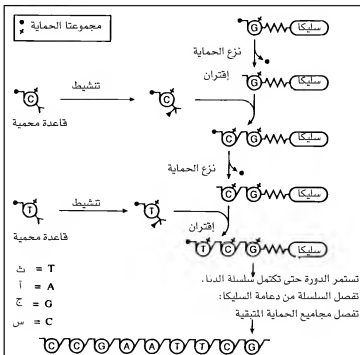 مجموعتا الحماية
G سليكا
نزع الحماية
G سليكا
C تنشيط C إقتران
قاعدة محمية
C G سليكا
نزع الحماية
C G سليكا
T تنشيط T إقتران
قاعدة محمية
T C G سليكا
T = ث
A = أ
G = ج
C = س
تستمر الدورة حتى تكتمل سلسلة الدنا.
تفصل السلسلة من دعامة السليكا:
تفصل مجاميع الحماية المتبقية
C C G A A T T C G